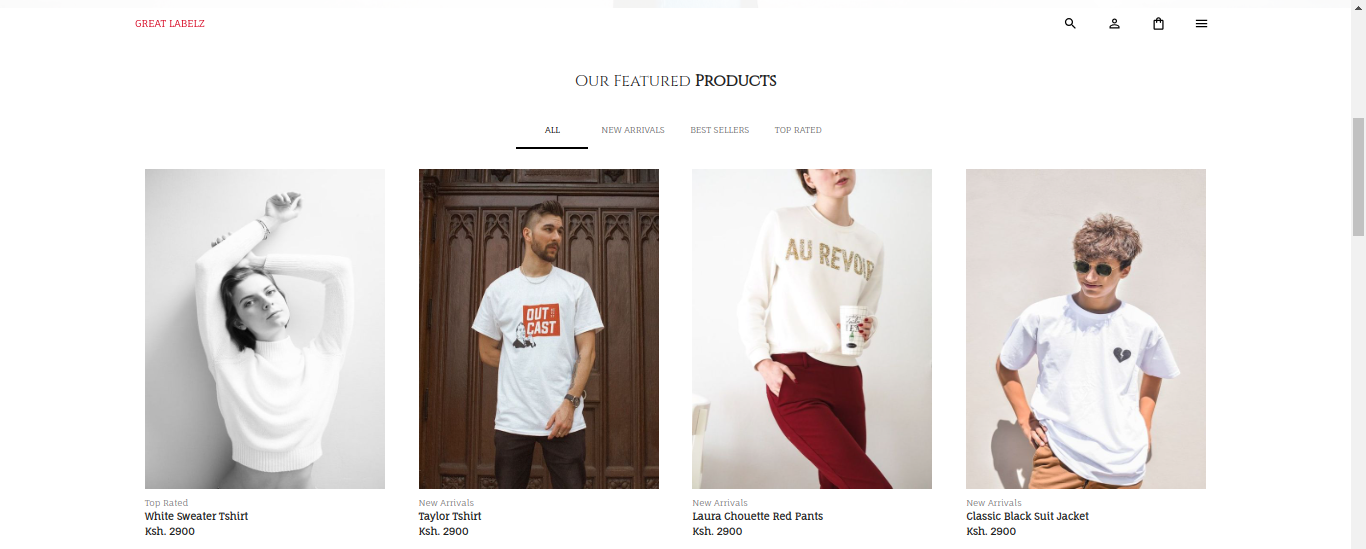 GREAT LABELZ
Our Featured Products
ALL
NEW ARRIVALS
BEST SELLERS
TOP RATED
OUT
CAST
AU REVOIR
Top Rated
White Sweater Tshirt
Ksh. 2900
New Arrivals
Taylor Tshirt
Ksh. 2900
New Arrivals
Laura Chouette Red Pants
Ksh. 2900
New Arrivals
Classic Black Suit Jacket
Ksh. 2900